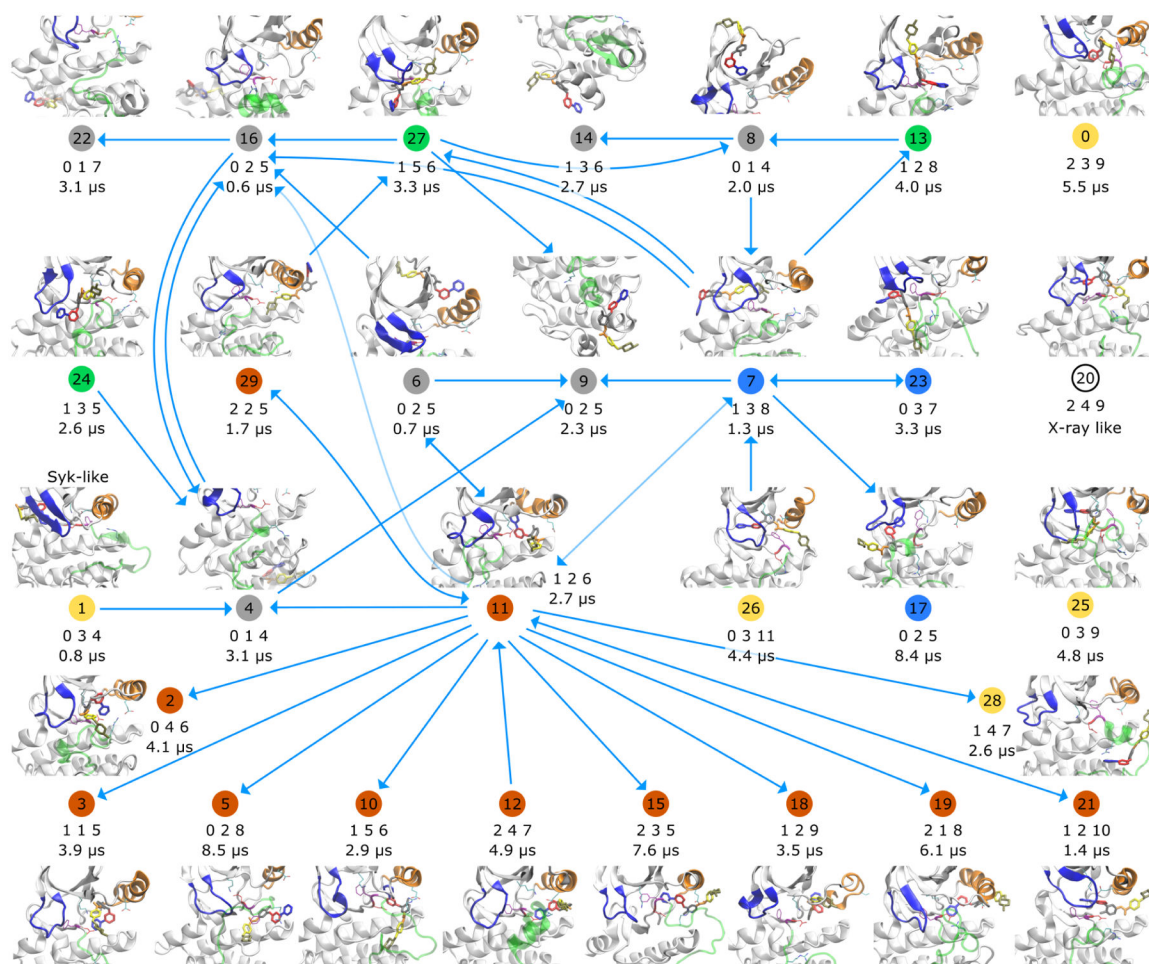 22 16 27 14 8 13 0
0 1 7 0 2 5 1 5 6 1 3 6 0 1 4 1 2 8 2 3 9
3.1 µs 0.6 µs 3.3 µs 2.7 µs 2.0 µs 4.0 µs 5.5 µs
24 29 6 9 7 23 20
1 3 5 2 2 5 0 2 5 0 2 5 1 3 8 0 3 7 2 4 9
2.6 µs 1.7 µs 0.7 µs 2.3 µs 1.3 µs 3.3 µs X-ray like
Syk-like
1 2 6
2.7 µs
1 4 11 26 17 25
0 3 4 0 1 4 0 3 11 0 2 5 0 3 9
0.8 µs 3.1 µs 4.4 µs 8.4 µs 4.8 µs
2 28
0 4 6 1 4 7
4.1 µs 2.6 µs
3 5 10 12 15 18 19 21
1 1 5 0 2 8 1 5 6 2 4 7 2 3 5 1 2 9 2 1 8 1 2 10
3.9 µs 8.5 µs 2.9 µs 4.9 µs 7.6 µs 3.5 µs 6.1 µs 1.4 µs